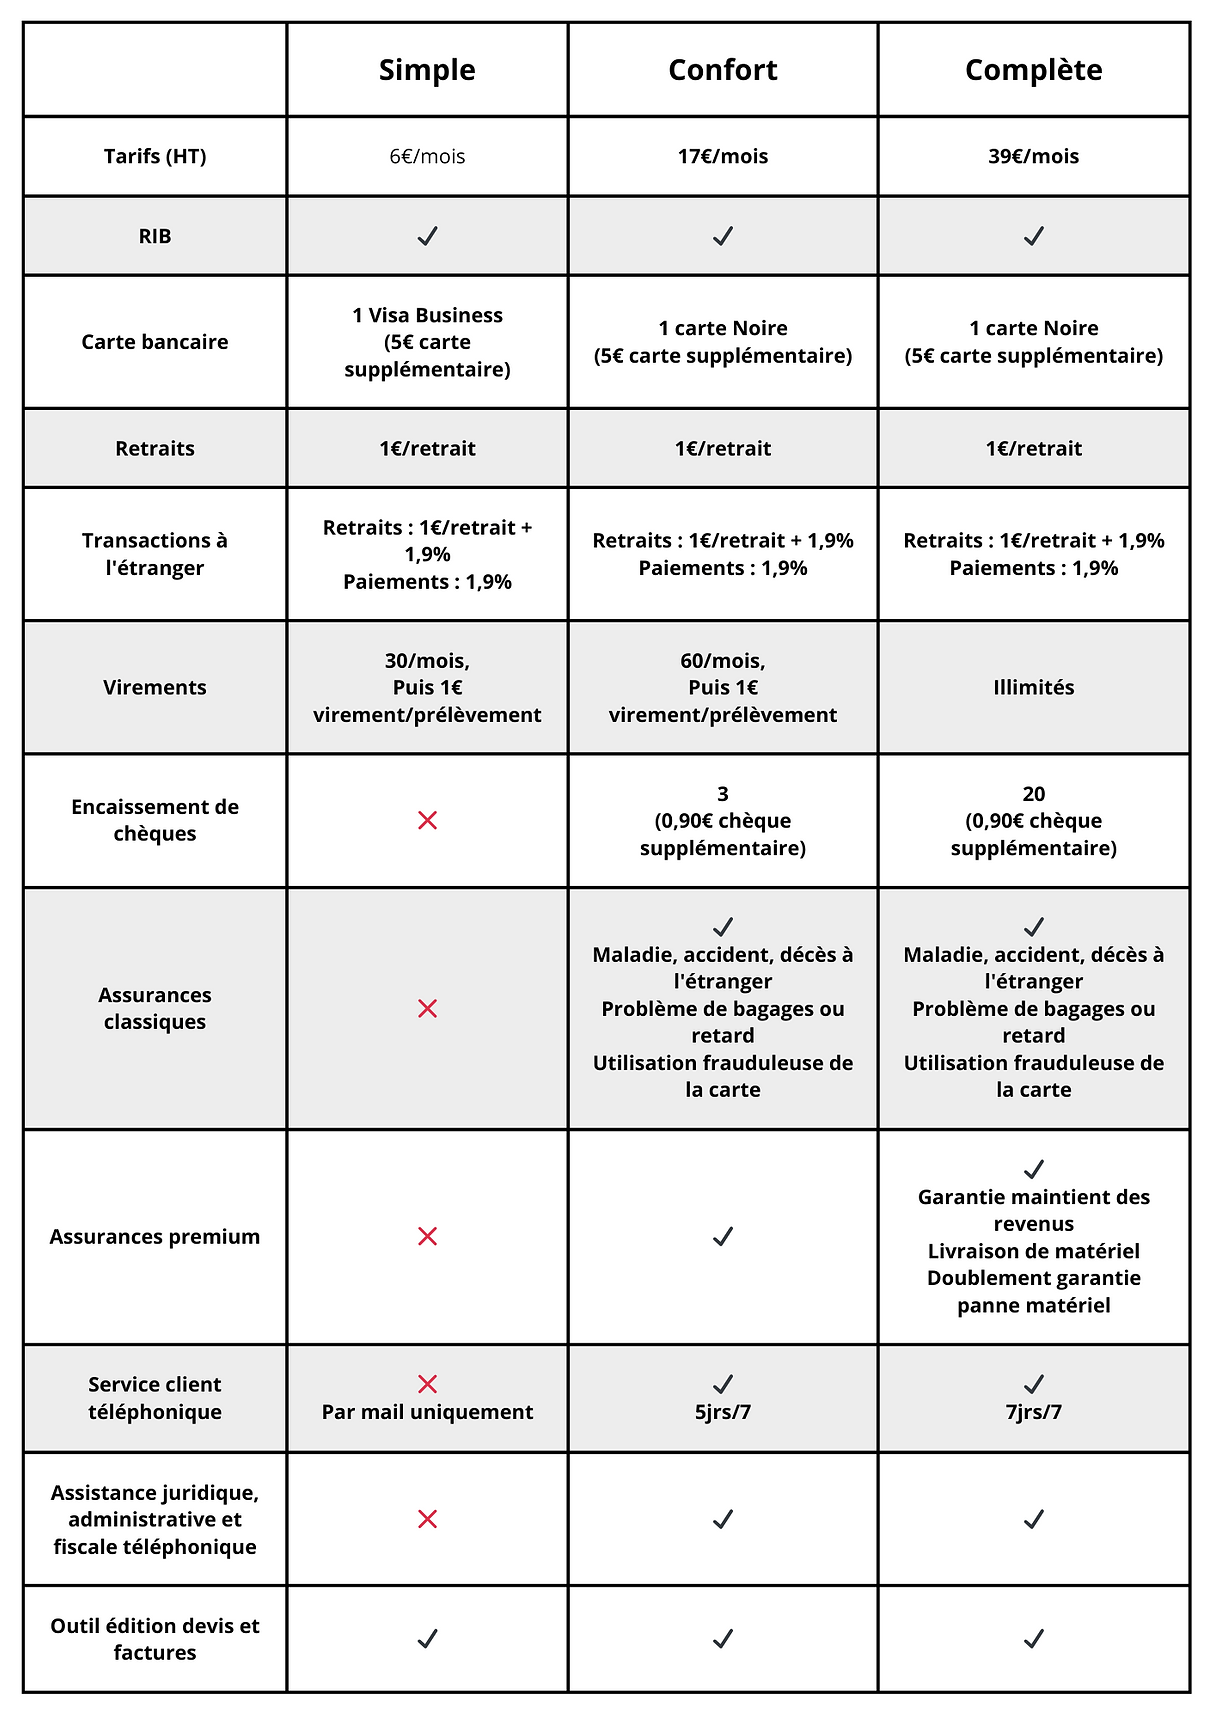 Simple
Confort
Complète
Tarifs (HT)
6€/mois
17€/mois
39€/mois
RIB
Carte bancaire
1 Visa Business
(5€ carte
supplémentaire)
1 carte Noire
(5€ carte supplémentaire)
1 carte Noire
(5€ carte supplémentaire)
Retraits
1€/retrait
1€/retrait
1€/retrait
Transactions à
l'étranger
Retraits : 1€/retrait +
1,9%
Paiements : 1,9%
Retraits : 1€/retrait + 1,9%
Paiements : 1,9%
Retraits : 1€/retrait + 1,9%
Paiements : 1,9%
Virements
30/mois,
Puis 1€
virement/prélèvement
60/mois,
Puis 1€
virement/prélèvement
Illimités
Encaissement de
chèques
3
(0,90€ chèque
supplémentaire)
20
(0,90€ chèque
supplémentaire)
Assurances
classiques
Maladie, accident, décès à
l'étranger
Problème de bagages ou
retard
Utilisation frauduleuse de
la carte
Maladie, accident, décès à
l'étranger
Problème de bagages ou
retard
Utilisation frauduleuse de
la carte
Assurances premium
Garantie maintient des
revenus
Livraison de matériel
Doublement garantie
panne matériel
Service client
téléphonique
Par mail uniquement
5jrs/7
7jrs/7
Assistance juridique,
administrative et
fiscale téléphonique
Outil édition devis et
factures